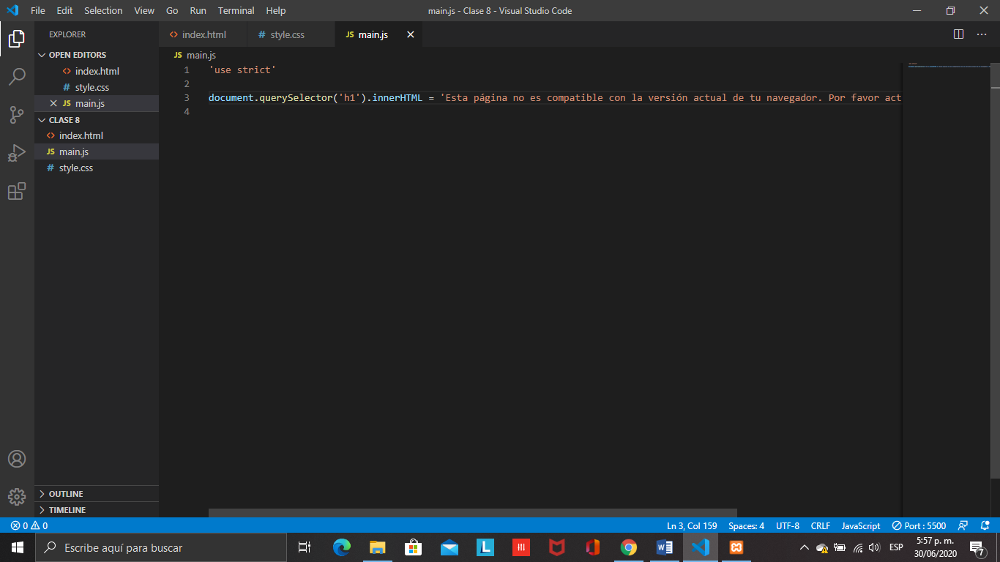 File Edit Selection View Go Run Terminal Help
main.js - Clase 8 - Visual Studio Code
EXPLORER
OPEN EDITORS
index.html
style.css
JS main.js
CLASE 8
index.html
JS main.js
# style.css
OUTLINE
TIMELINE
index.html # style.css JS main.js
JS main.js
1 'use strict'
2
3 document.querySelector('h1').innerHTML = 'Esta página no es compatible con la versión actual de tu navegador. Por favor act
4
0 0
Ln 3, Col 159 Spaces: 4 UTF-8 CRLF JavaScript Port : 5500
Escribe aquí para buscar
L
ESP
5:57 p. m.
30/06/2020
7